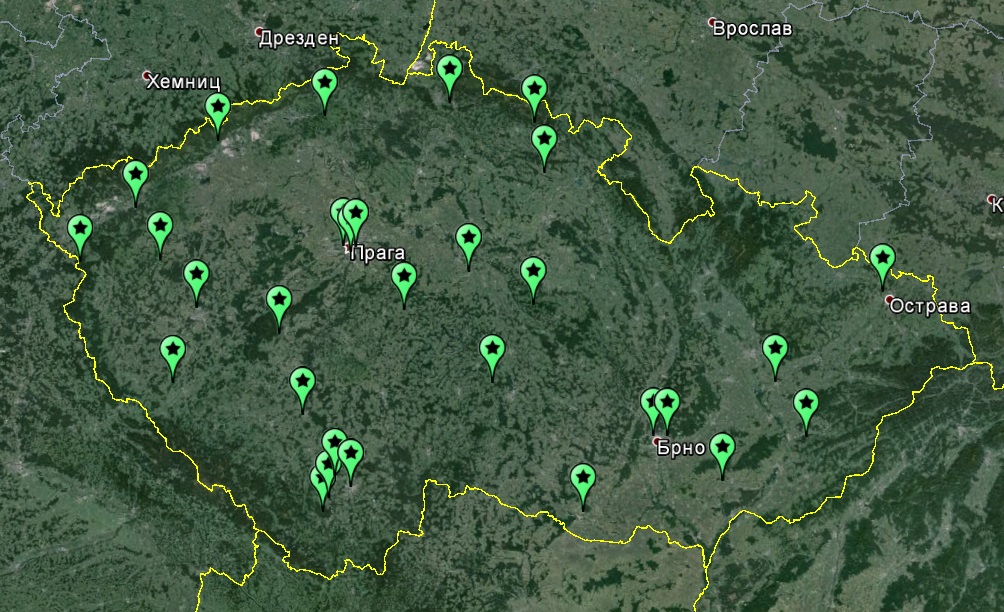 Врослав
Дрезден
Хемниц
К
Прага
Острава
Брно